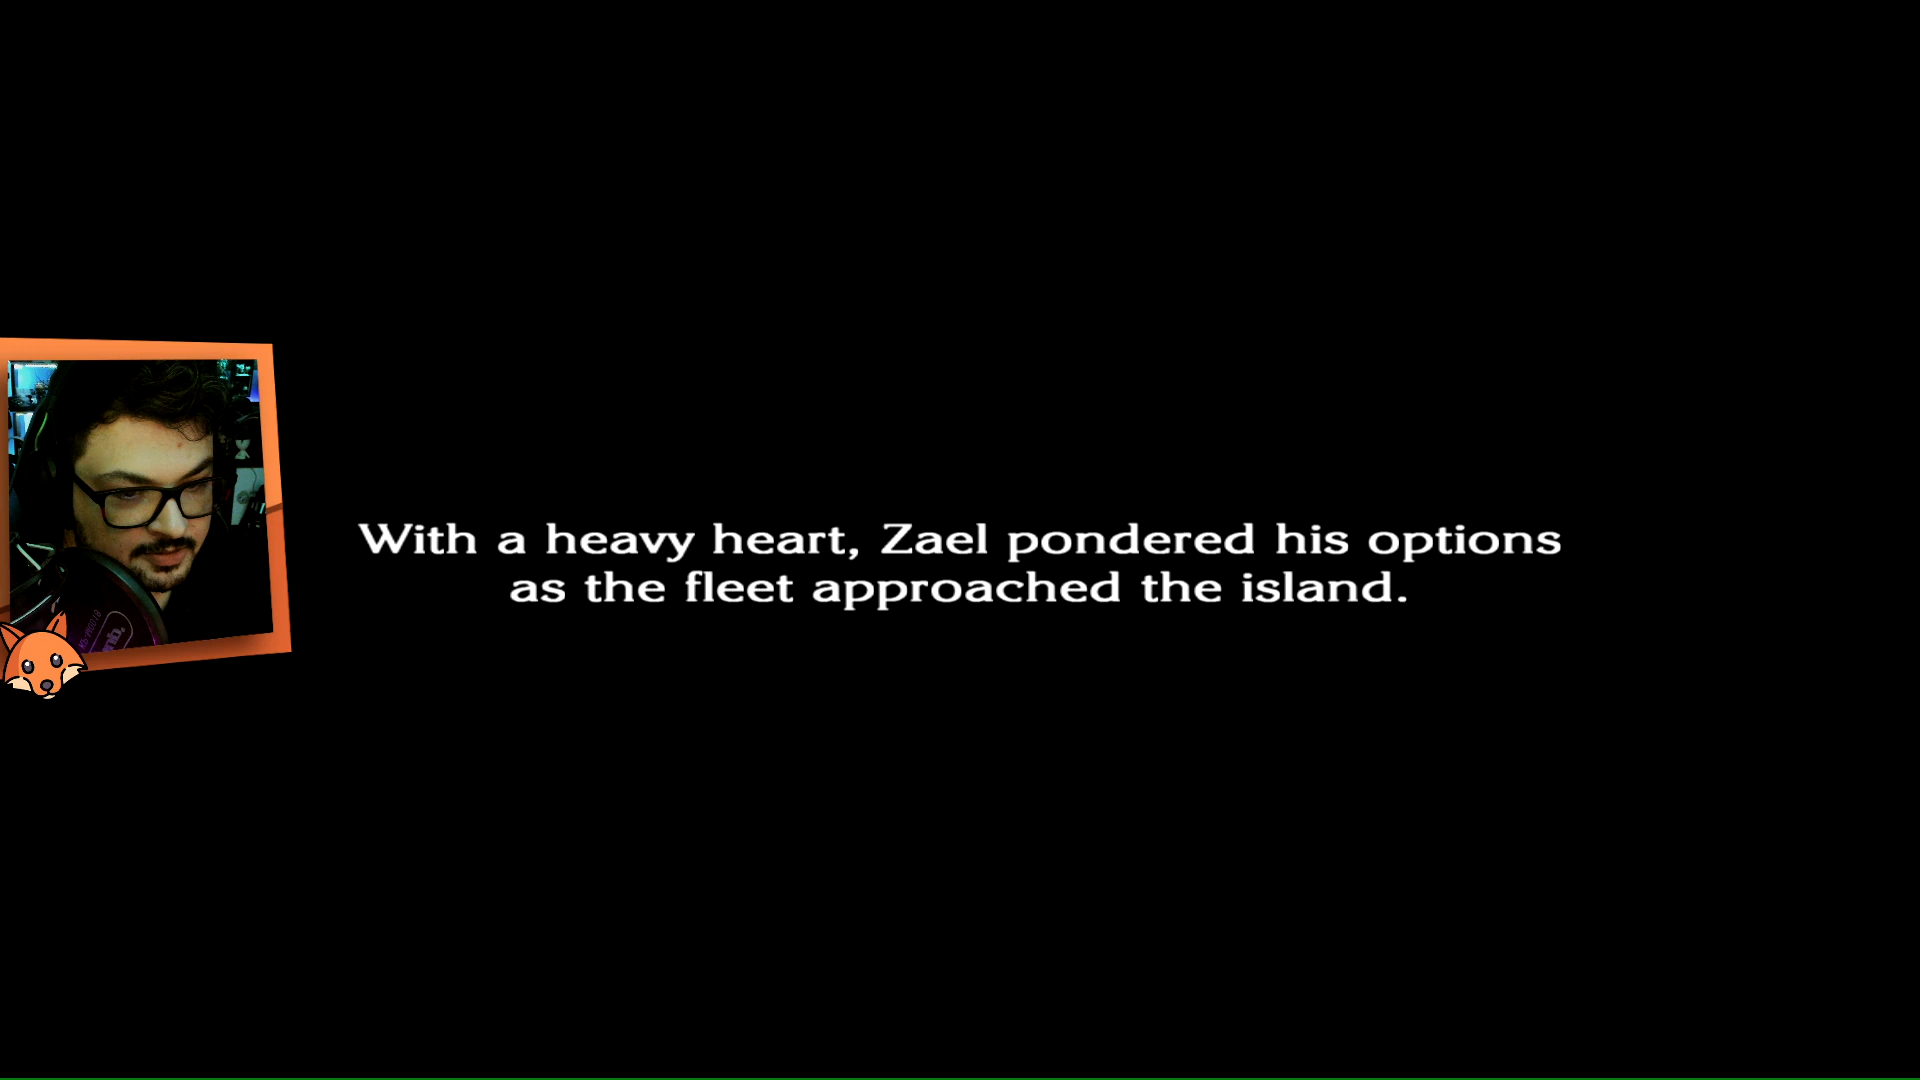 With a heavy heart, Zael pondered his options
as the fleet approached the island.